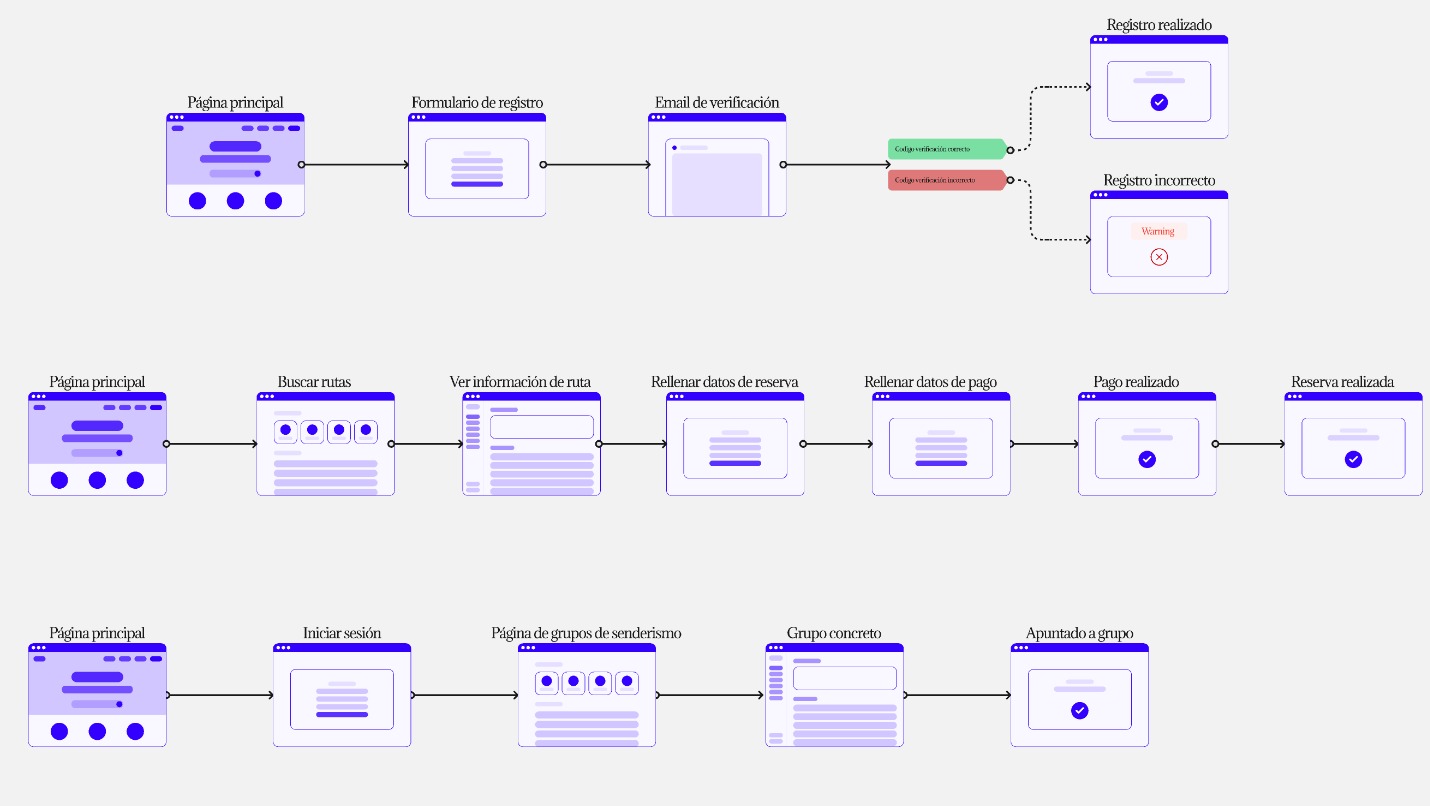 Registro realizado
Página principal
Formulario de registro
Email de verificación
Codigo verificación correcto
Codigo verificación incorrecto
Registro incorrecto
Warning
Página principal
Buscar rutas
Ver información de ruta
Rellenar datos de reserva
Rellenar datos de pago
Pago realizado
Reserva realizada
Página principal
Iniciar sesión
Página de grupos de senderismo
Grupo concreto
Apuntado a grupo